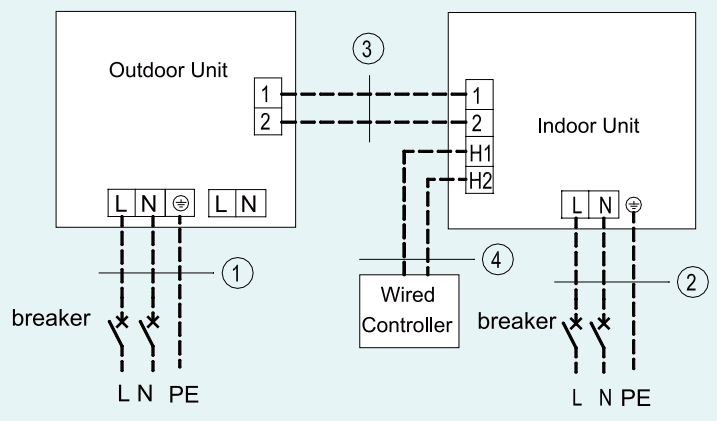 3
Outdoor Unit
1
2
1
2
H1
H2
Indoor Unit
L N
L N
L N
1
4
2
Wired
Controller
breaker
breaker
L N PE
L N PE